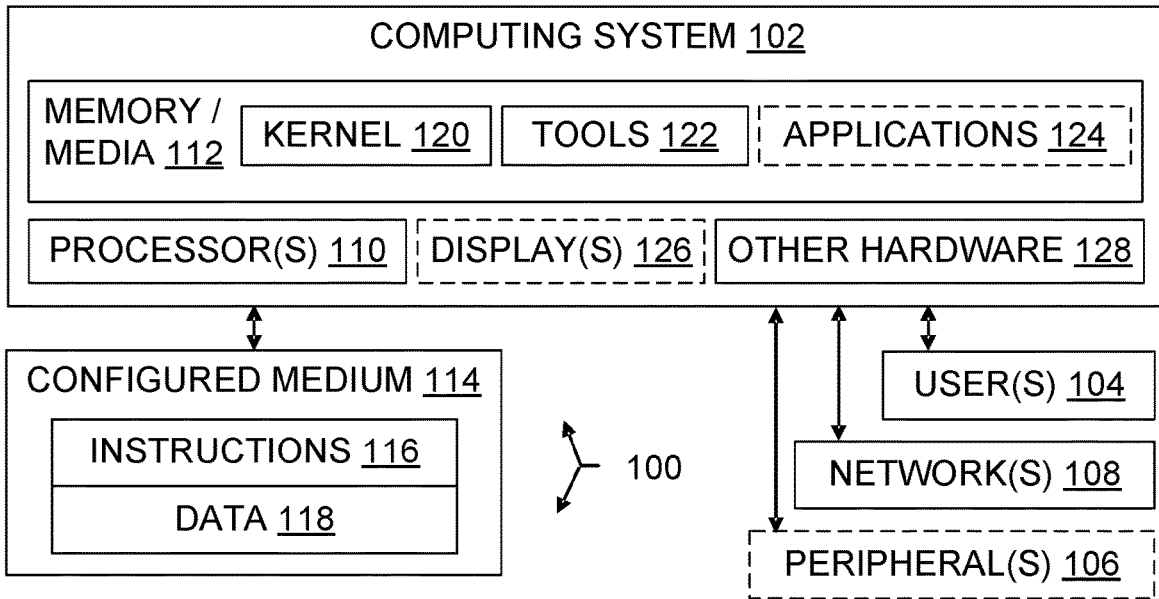 COMPUTING SYSTEM 102
MEMORY /
MEDIA 112
KERNEL 120
TOOLS 122
APPLICATIONS 124
PROCESSOR(S) 110
DISPLAY(S) 126
OTHER HARDWARE 128
CONFIGURED MEDIUM 114
INSTRUCTIONS 116
DATA 118
100
USER(S) 104
NETWORK(S) 108
PERIPHERAL(S) 106